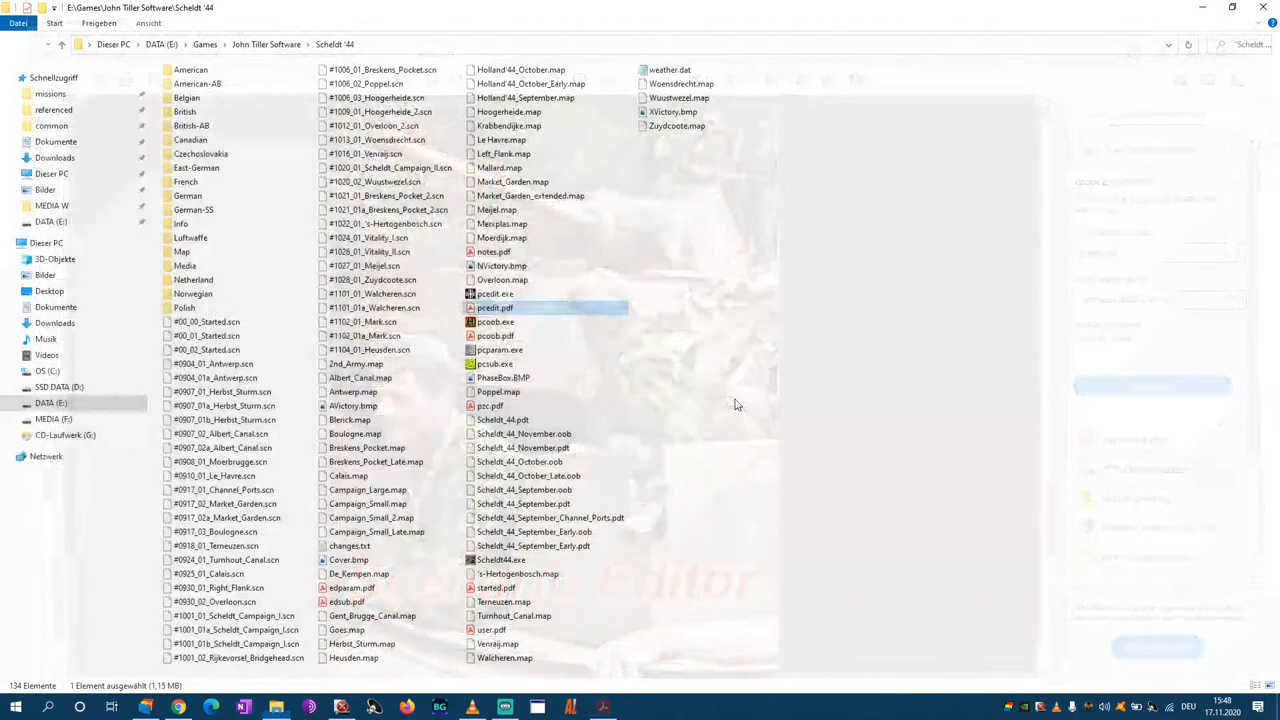 E:\Games\John Tiller Software\Scheldt '44
Datei Start Freigeben Ansicht
Dieser PC DATA (E:) Games John Tiller Software Scheldt '44 "Scheldt ...
Schnellzugriff
missions
referenced
common
Dokumente
Downloads
Dieser PC
Bilder
MEDIA W
DATA (E:)
Dieser PC
3D-Objekte
Bilder
Desktop
Dokumente
Downloads
Musik
Videos
OS (C:)
SSD DATA (D:)
DATA (E:)
MEDIA (F:)
CD-Laufwerk (G:)
Netzwerk
American
American-AB
Belgian
British
British-AB
Canadian
Czechoslovakia
East-German
French
German
German-SS
Info
Luftwaffe
Map
Media
Netherland
Norwegian
Polish
#00_00_Started.scn
#00_01_Started.scn
#00_02_Started.scn
#0904_01_Antwerp.scn
#0904_01a_Antwerp.scn
#0907_01_Herbst_Sturm.scn
#0907_01a_Herbst_Sturm.scn
#0907_01b_Herbst_Sturm.scn
#0907_02_Albert_Canal.scn
#0907_02a_Albert_Canal.scn
#0908_01_Moerbrugge.scn
#0910_01_Le_Havre.scn
#0917_01_Channel_Ports.scn
#0917_02_Market_Garden.scn
#0917_02a_Market_Garden.scn
#0917_03_Boulogne.scn
#0918_01_Terneuzen.scn
#0924_01_Turnhout_Canal.scn
#0925_01_Calais.scn
#0930_01_Right_Flank.scn
#0930_02_Overloon.scn
#1001_01_Scheldt_Campaign_I.scn
#1001_01a_Scheldt_Campaign_I.scn
#1001_01b_Scheldt_Campaign_I.scn
#1001_02_Rijkevorsel_Bridgehead.scn
#1006_01_Breskens_Pocket.scn
#1006_02_Poppel.scn
#1006_03_Hoogerheide.scn
#1009_01_Hoogerheide_2.scn
#1012_01_Overloon_2.scn
#1013_01_Woensdrecht.scn
#1016_01_Venraij.scn
#1020_01_Scheldt_Campaign_II.scn
#1020_02_Wuustwezel.scn
#1021_01_Breskens_Pocket_2.scn
#1021_01a_Breskens_Pocket_2.scn
#1022_01_'s-Hertogenbosch.scn
#1024_01_Vitality_I.scn
#1026_01_Vitality_II.scn
#1027_01_Meijel.scn
#1028_01_Zuydcoote.scn
#1101_01_Walcheren.scn
#1101_01a_Walcheren.scn
#1102_01_Mark.scn
#1102_01a_Mark.scn
#1104_01_Heusden.scn
2nd_Army.map
Albert_Canal.map
Antwerp.map
AVictory.bmp
Blerick.map
Boulogne.map
Breskens_Pocket.map
Breskens_Pocket_Late.map
Calais.map
Campaign_Large.map
Campaign_Small.map
Campaign_Small_2.map
Campaign_Small_Late.map
changes.txt
Cover.bmp
De_Kempen.map
edparam.pdf
edsub.pdf
Gent_Brugge_Canal.map
Goes.map
Herbst_Sturm.map
Heusden.map
Holland'44_October.map
Holland'44_October_Early.map
Holland'44_September.map
Hoogerheide.map
Krabbendijke.map
Le Havre.map
Left_Flank.map
Mallard.map
Market_Garden.map
Market_Garden_extended.map
Meijel.map
Merxplas.map
Moerdijk.map
notes.pdf
NVictory.bmp
Overloon.map
pcedit.exe
pcedit.pdf
pcoob.exe
pcoob.pdf
pcparam.exe
pcsub.exe
PhaseBox.BMP
Poppel.map
pzc.pdf
Scheldt_44.pdt
Scheldt_44_November.oob
Scheldt_44_November.pdt
Scheldt_44_October.oob
Scheldt_44_October_Late.oob
Scheldt_44_September.oob
Scheldt_44_September.pdt
Scheldt_44_September_Channel_Ports.pdt
Scheldt_44_September_Early.oob
Scheldt_44_September_Early.pdt
Scheldt44.exe
's-Hertogenbosch.map
started.pdf
Terneuzen.map
Turnhout_Canal.map
user.pdf
Venraij.map
Walcheren.map
weather.dat
Woensdrecht.map
Wuustwezel.map
XVictory.bmp
Zuydcoote.map
134 Elemente 1 Element ausgewählt (1,15 MB)
DEU 15:48
17.11.2020